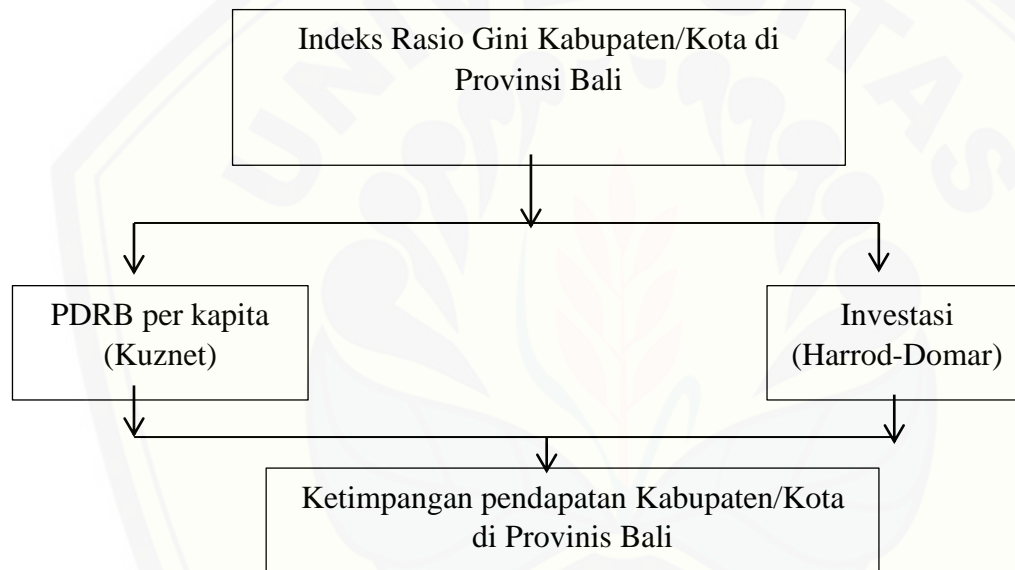 UNIVERSITAS
Indeks Rasio Gini Kabupaten/Kota di
Provinsi Bali
PDRB per kapita
(Kuznet)
Investasi
(Harrod-Domar)
Ketimpangan pendapatan Kabupaten/Kota
di Provinis Bali